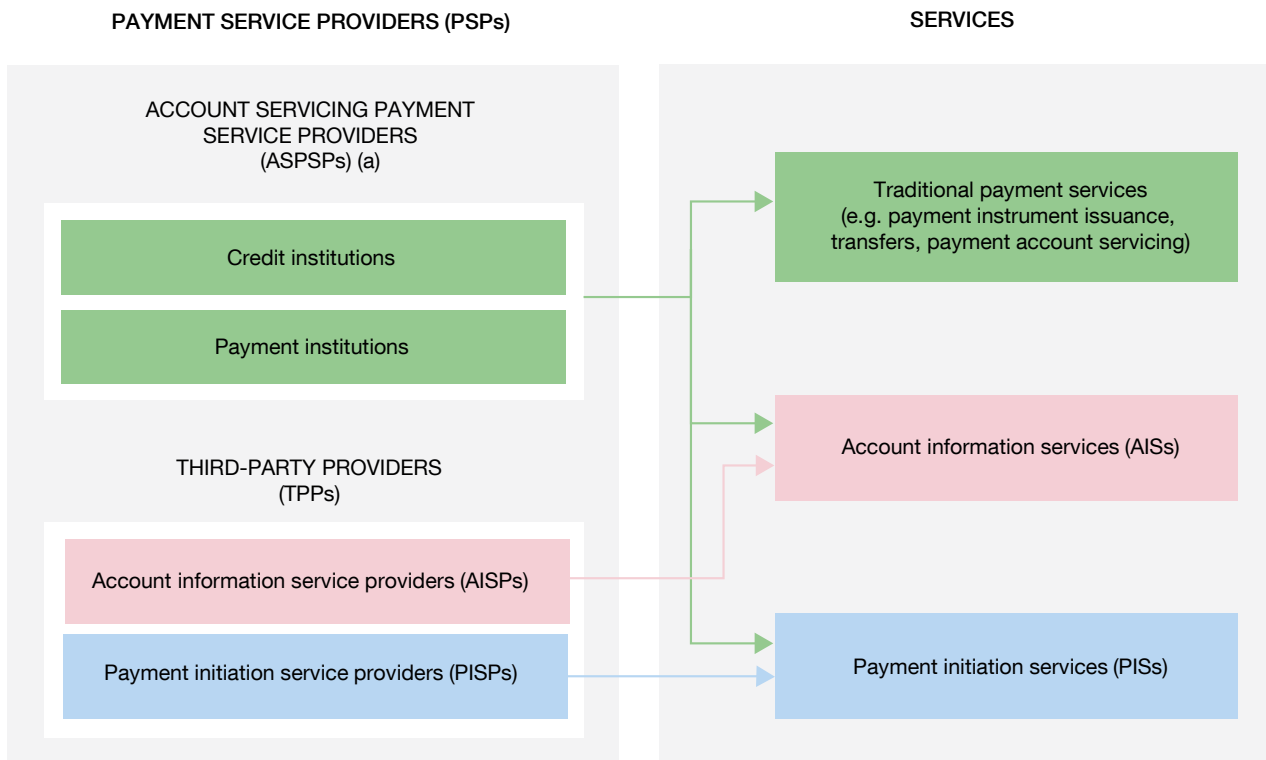 PAYMENT SERVICE PROVIDERS (PSPs)
SERVICES
ACCOUNT SERVICING PAYMENT
SERVICE PROVIDERS
(ASPSPs) (a)
Credit institutions
Payment institutions
THIRD-PARTY PROVIDERS
(TPPs)
Account information service providers (AISPs)
Payment initiation service providers (PISPs)
Traditional payment services
(e.g. payment instrument issuance,
transfers, payment account servicing)
Account information services (AISs)
Payment initiation services (PISs)